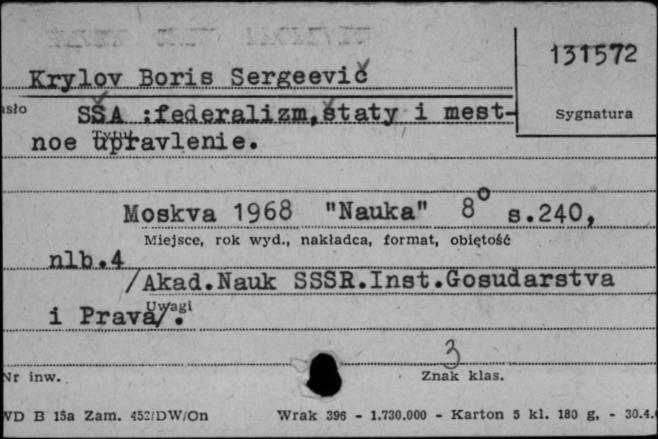 131572
Krylov Boris Sergeevič
asło
SŠA :federalizm,štaty i mest-
Sygnatura
Tytuł
noe upravlenie.
Moskva 1968 "Nauka" 8° s.240,
Miejsce, rok wyd., nakładca, format, objętość
nlb.4
/Akad.Nauk SSSR.Inst.Gosudarstva
Uwagi
i Prava/.
3
Nr inw.
Znak klas.
WD B 15a Zam. 452/DW/On Wrak 396 - 1.730.000 - Karton 5 kl. 180 g. - 30.4.